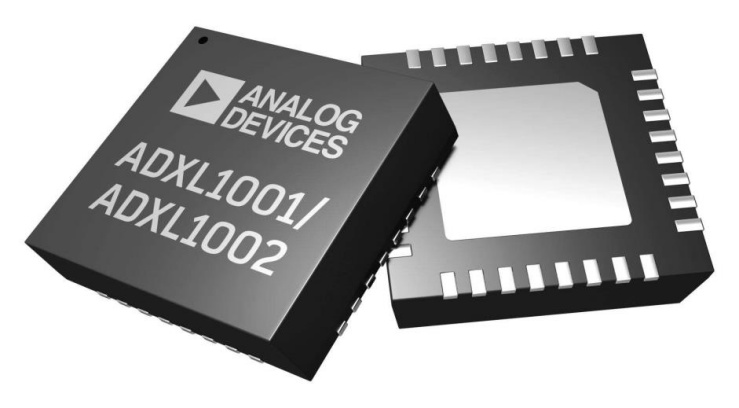 ANALOG
DEVICES
ADXL1001/
ADXL1002